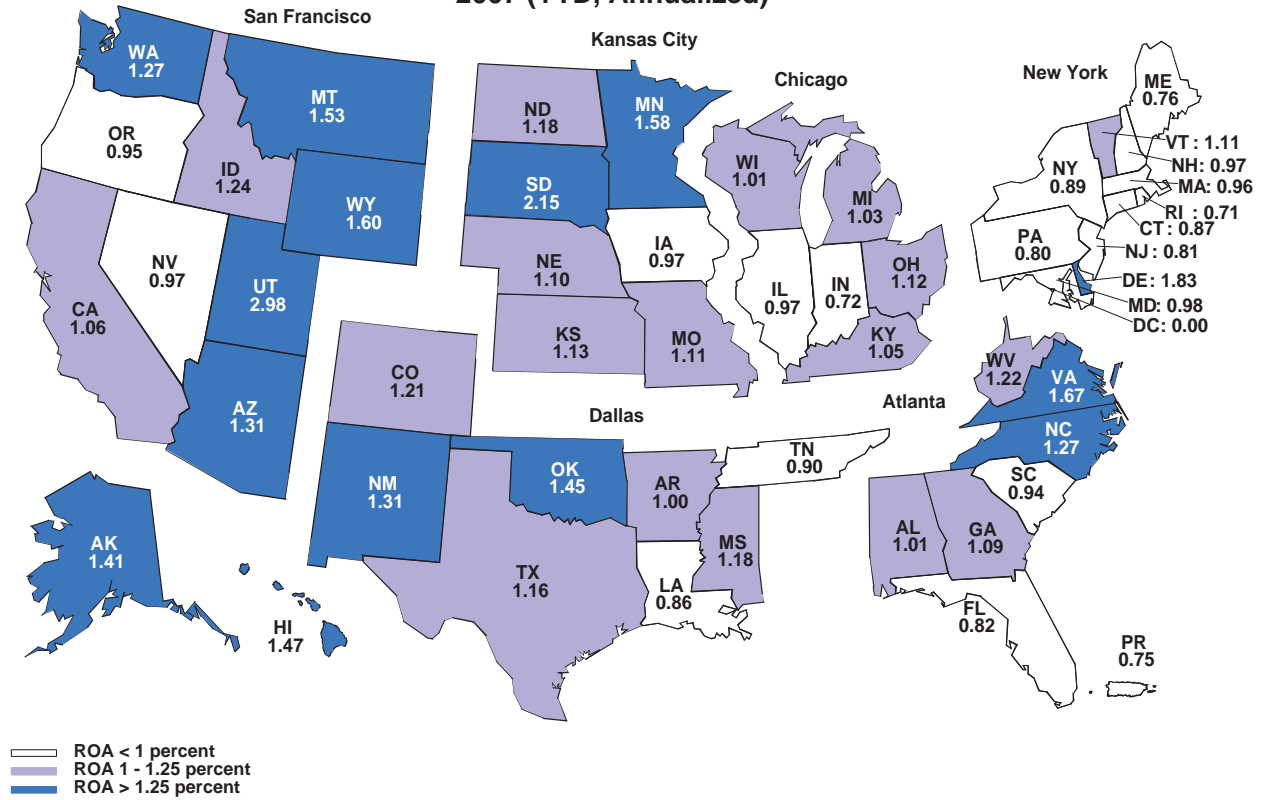 2007 (YTD, Annualized)
San Francisco
Kansas City
Chicago
New York
WA
1.27
MT
1.53
OR
0.95
ID
1.24
WY
1.60
NV
0.97
UT
2.98
CA
1.06
AZ
1.31
AK
1.41
HI
1.47
ND
1.18
MN
1.58
SD
2.15
IA
0.97
NE
1.10
KS
1.13
MO
1.11
CO
1.21
WI
1.01
MI
1.03
IL
0.97
IN
0.72
OH
1.12
KY
1.05
ME
0.76
VT : 1.11
NH: 0.97
MA: 0.96
RI : 0.71
CT : 0.87
NJ : 0.81
DE: 1.83
MD: 0.98
DC: 0.00
NY
0.89
PA
0.80
Dallas
Atlanta
NM
1.31
OK
1.45
TX
1.16
AR
1.00
LA
0.86
MS
1.18
TN
0.90
WV
1.22
VA
1.67
NC
1.27
SC
0.94
AL
1.01
GA
1.09
FL
0.82
PR
0.75
ROA < 1 percent
ROA 1 - 1.25 percent
ROA > 1.25 percent